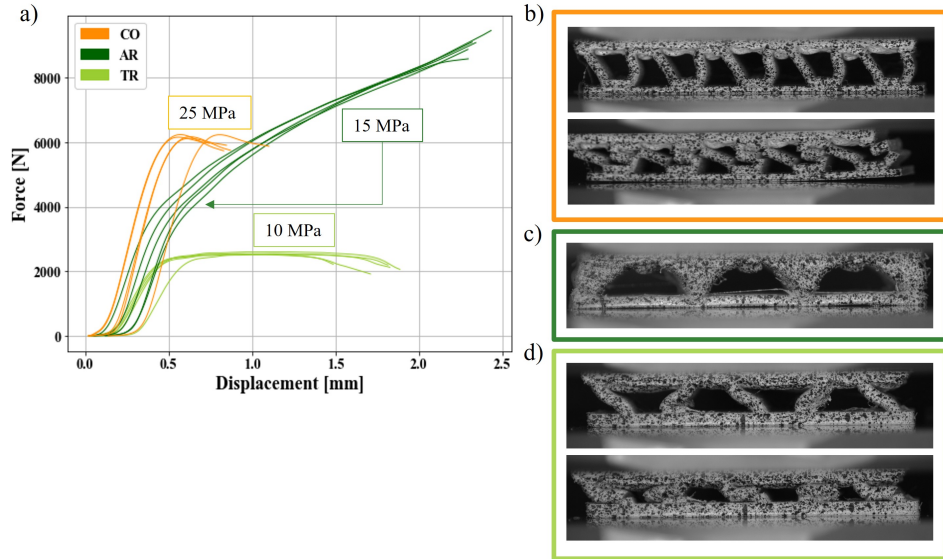 a)
CO
AR
TR
25 MPa
15 MPa
10 MPa
Force [N]
8000
6000
4000
2000
0
0.0 0.5 1.0 1.5 2.0 2.5
Displacement [mm]
b)
c)
d)